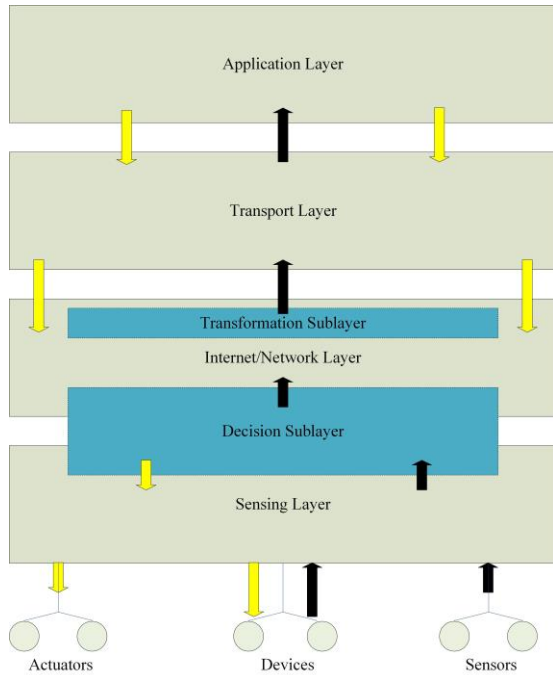 Application Layer
Transport Layer
Transformation Sublayer
Internet/Network Layer
Decision Sublayer
Sensing Layer
Actuators
Devices
Sensors